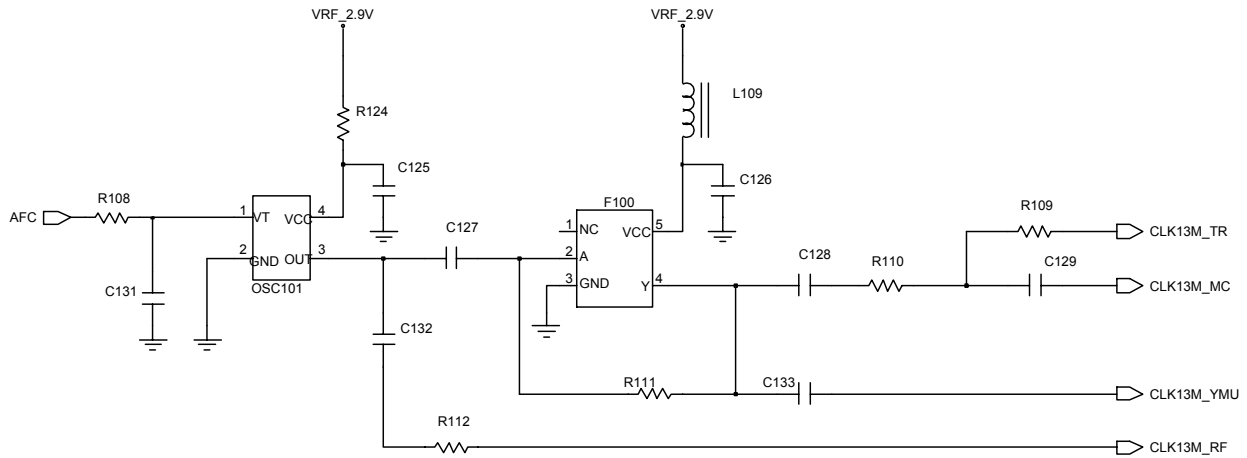 VRF_2.9V
VRF_2.9V
L109
R124
C125
C126
R108
F100
AFC
1
VT
VCC
4
C127
1
NC
VCC
5
R109
CLK13M_TR
2
GND
OUT
3
2
A
C128
R110
C129
OSC101
3
GND
Y
4
CLK13M_MC
C131
C132
R111
C133
CLK13M_YMU
R112
CLK13M_RF